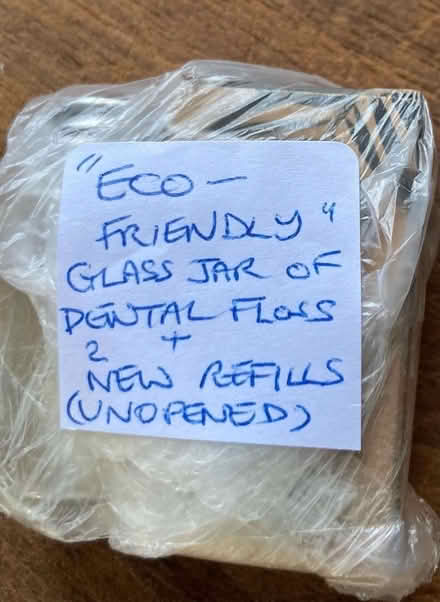 "ECO-
FRIENDLY"
GLASS JAR OF
DENTAL FLOSS
2 +
NEW REFILLS
(UNOPENED)